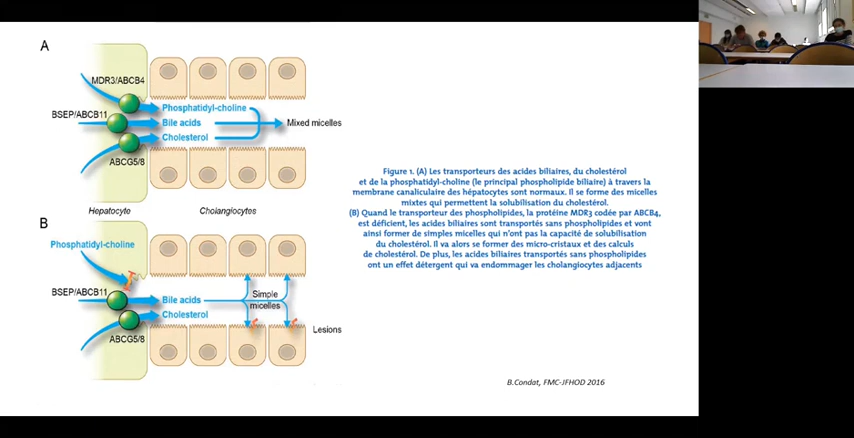 A
MDR3/ABCB4
Phosphatidyl-choline
BSEP/ABCB11
Bile acids
Mixed micelles
Cholesterol
ABCG5/8
Hepatocyte
Cholangiocytes
B
Phosphatidyl-choline
BSEP/ABCB11
Bile acids
Simple
micelles
Cholesterol
ABCG5/8
Lesions
Figure 1. (A) Les transporteurs des acides biliaires, du cholestérol
et de la phosphatidyl-choline (le principal phospholipide biliaire) à travers la
membrane canaliculaire des hépatocytes sont normaux. Il se forme des micelles
mixtes qui permettent la solubilisation du cholestérol.
(B) Quand le transporteur des phospholipides, la protéine MDR3 codée par ABCB4,
est déficient, les acides biliaires sont transportés sans phospholipides et vont
ainsi former de simples micelles qui n'ont pas la capacité de solubilisation
du cholestérol. Il va alors se former des micro-cristaux et des calculs
de cholestérol. De plus, les acides biliaires transportés sans phospholipides
ont un effet détergent qui va endommager les cholangiocytes adjacents
B.Condat, FMC-JFHOD 2016